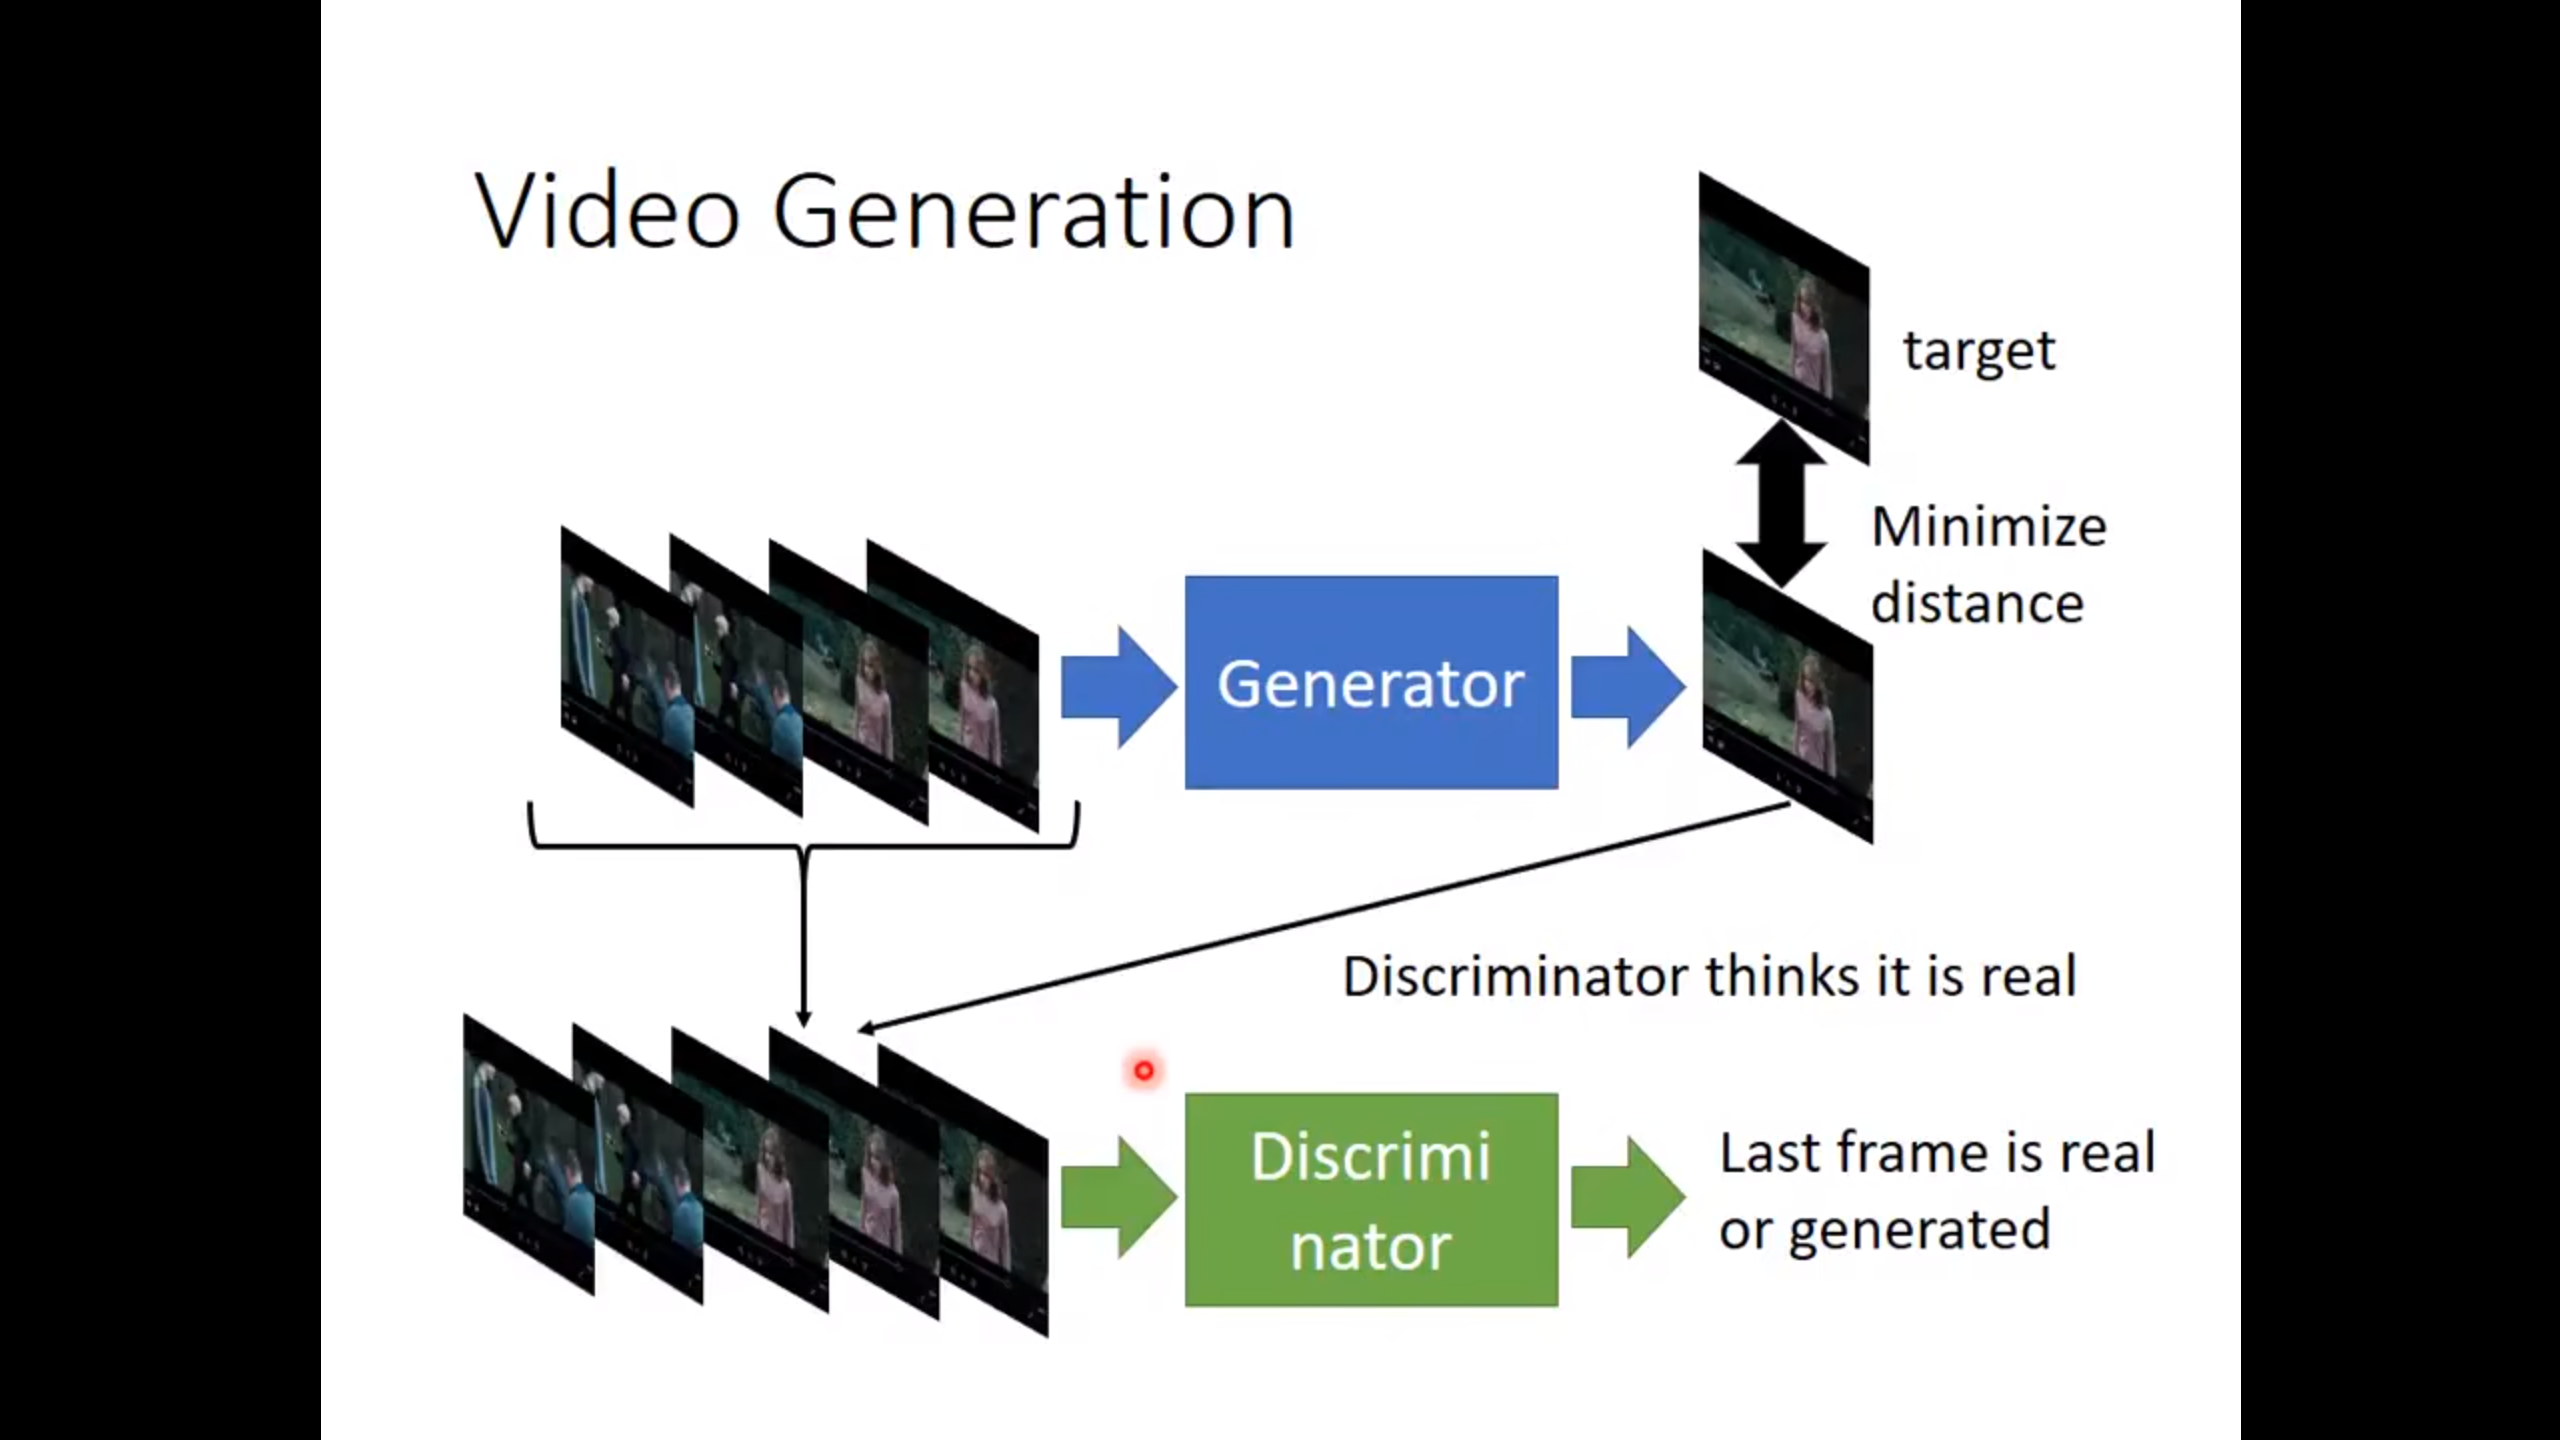 Video Generation
target
Minimize
distance
Generator
Discriminator thinks it is real
Discrimi
nator
Last frame is real
or generated